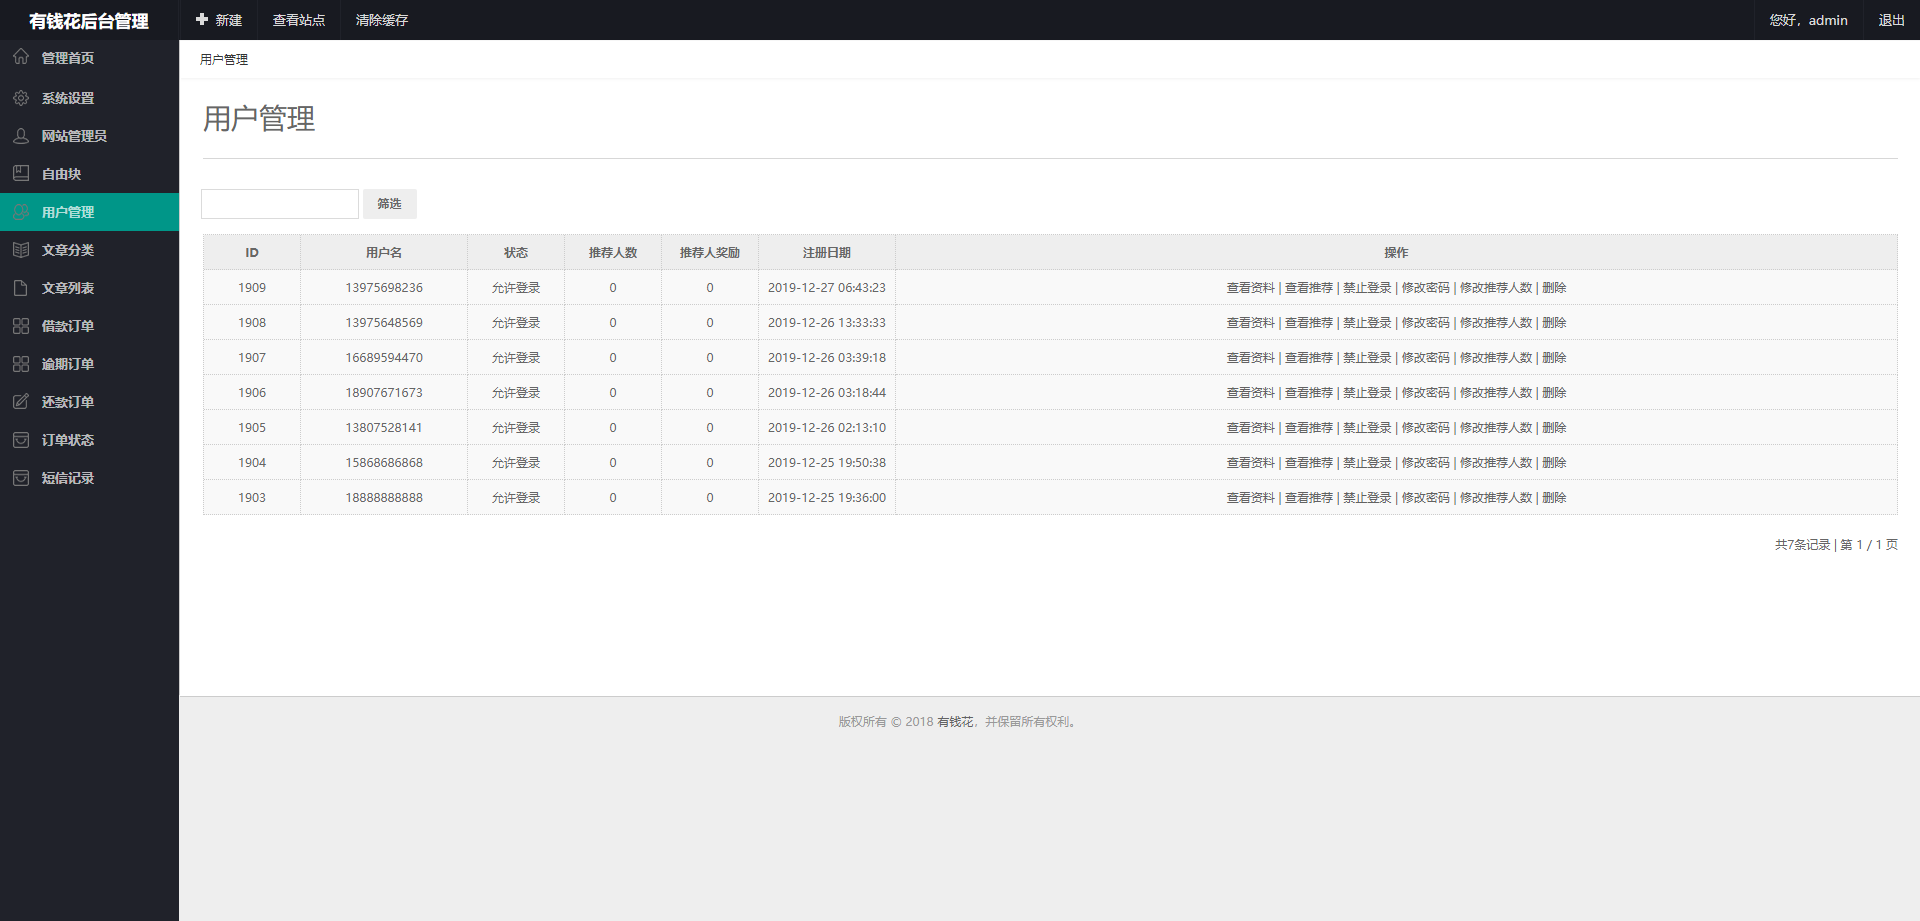 有钱花后台管理
新建 查看站点 清除缓存 您好，admin 退出
管理首页
系统设置
网站管理员
自由块
用户管理
文章分类
文章列表
借款订单
逾期订单
还款订单
订单状态
短信记录
用户管理
用户管理
筛选
ID 用户名 状态 推荐人数 推荐人奖励 注册日期 操作
1909 13975698236 允许登录 0 0 2019-12-27 06:43:23 查看资料 | 查看推荐 | 禁止登录 | 修改密码 | 修改推荐人数 | 删除
1908 13975648569 允许登录 0 0 2019-12-26 13:33:33 查看资料 | 查看推荐 | 禁止登录 | 修改密码 | 修改推荐人数 | 删除
1907 16689594470 允许登录 0 0 2019-12-26 03:39:18 查看资料 | 查看推荐 | 禁止登录 | 修改密码 | 修改推荐人数 | 删除
1906 18907671673 允许登录 0 0 2019-12-26 03:18:44 查看资料 | 查看推荐 | 禁止登录 | 修改密码 | 修改推荐人数 | 删除
1905 13807528141 允许登录 0 0 2019-12-26 02:13:10 查看资料 | 查看推荐 | 禁止登录 | 修改密码 | 修改推荐人数 | 删除
1904 15868686868 允许登录 0 0 2019-12-25 19:50:38 查看资料 | 查看推荐 | 禁止登录 | 修改密码 | 修改推荐人数 | 删除
1903 18888888888 允许登录 0 0 2019-12-25 19:36:00 查看资料 | 查看推荐 | 禁止登录 | 修改密码 | 修改推荐人数 | 删除
共7条记录 | 第 1 / 1 页
版权所有 © 2018 有钱花，并保留所有权利。